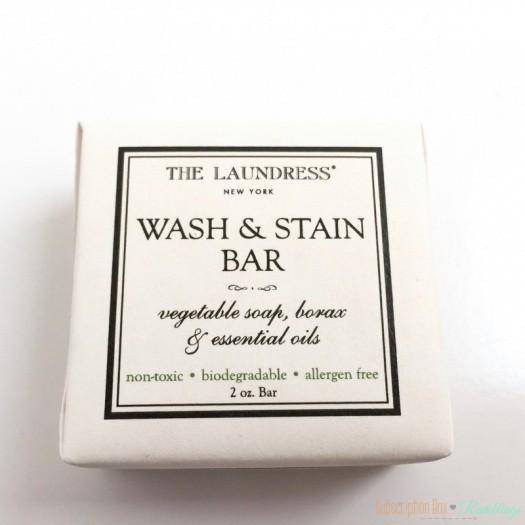 THE LAUNDRESS®
NEW YORK
WASH & STAIN
BAR
vegetable soap, borax
& essential oils
non-toxic • biodegradable • allergen free
2 oz. Bar
Subscription Box ♥ Ramblings